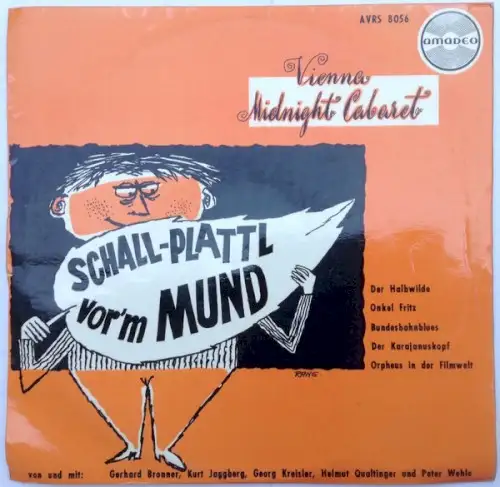 AVRS 8056
AMADEO
Vienna
Midnight Cabaret
SCHALL-PLATTL
vor'm MUND
Der Halbwilde
Onkel Fritz
Bundesbahnblues
Der Karajanuskopf
Orpheus in der Filmwelt
von und mit: Gerhard Bronner, Kurt Jaggberg, Georg Kreisler, Helmut Qualtinger und Peter Wehle